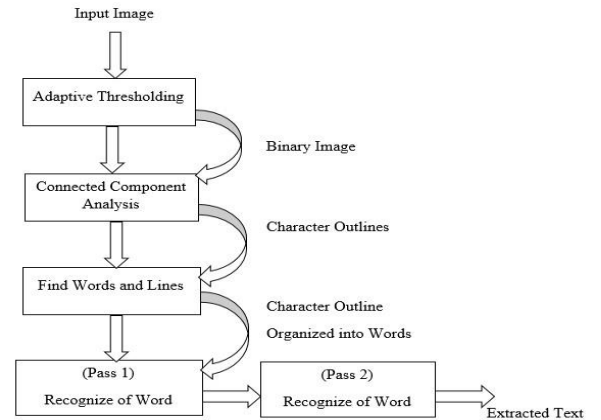 Input Image
Adaptive Thresholding
Binary Image
Connected Component
Analysis
Character Outlines
Find Words and Lines
Character Outline
Organized into Words
(Pass 1)
Recognize of Word
(Pass 2)
Recognize of Word
Extracted Text